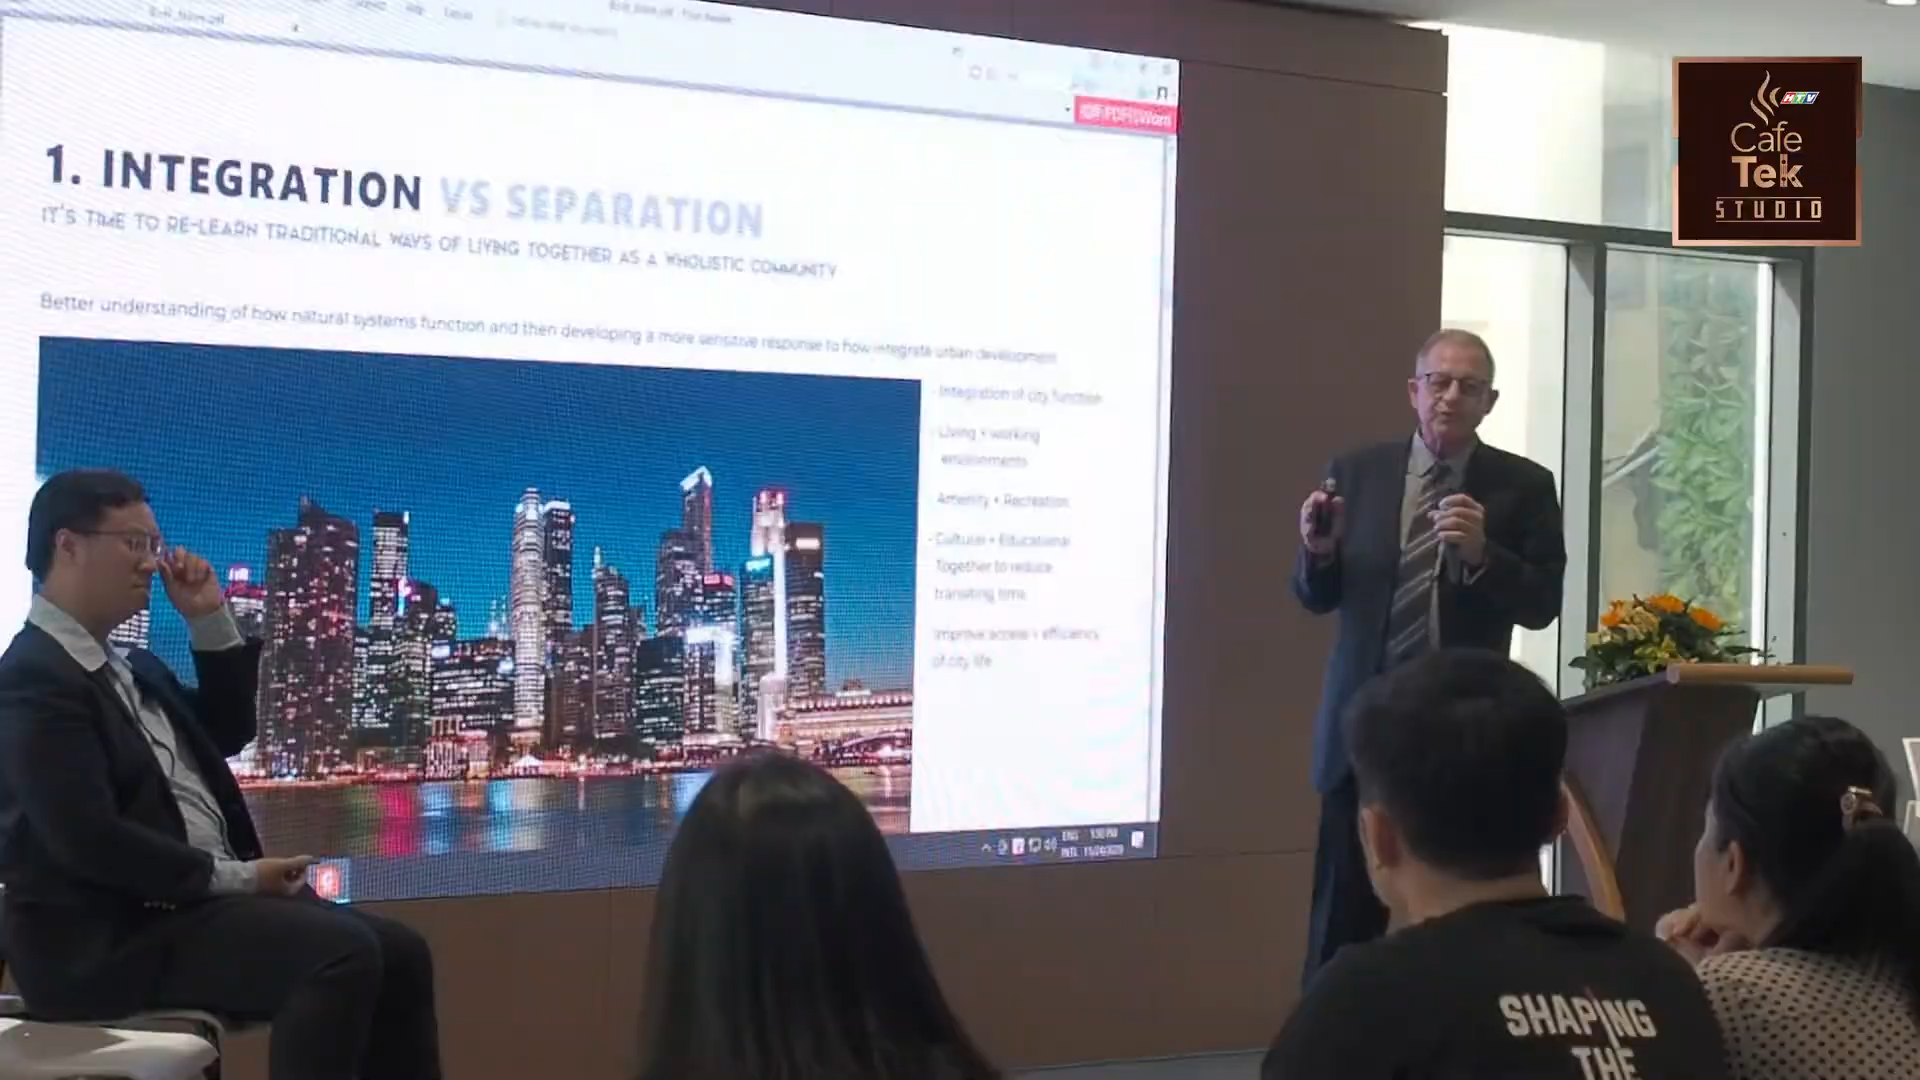 1. INTEGRATION VS SEPARATION
IT'S TIME TO RE-LEARN TRADITIONAL WAYS OF LIVING TOGETHER AS A WHOLISTIC COMMUNITY
Better understanding of how natural systems function and then developing a more sensitive response to how integrate urban development
- Integration of city function
- Living + working
environments
Amenity + Recreation
- Cultural + Educational
Together to reduce
transiting time
Improve access + efficiency
of city life
ENG
INTL
HTV
Cafe
Tek
STUDIO
SHAPING
THE